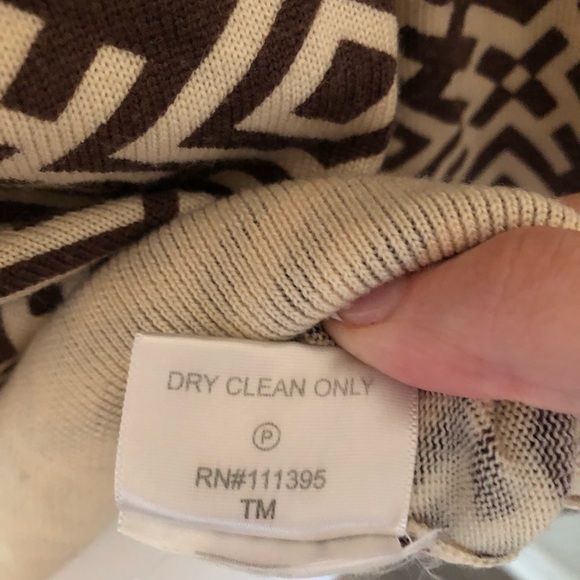 DRY CLEAN ONLY
Ⓟ
RN#111395
TM